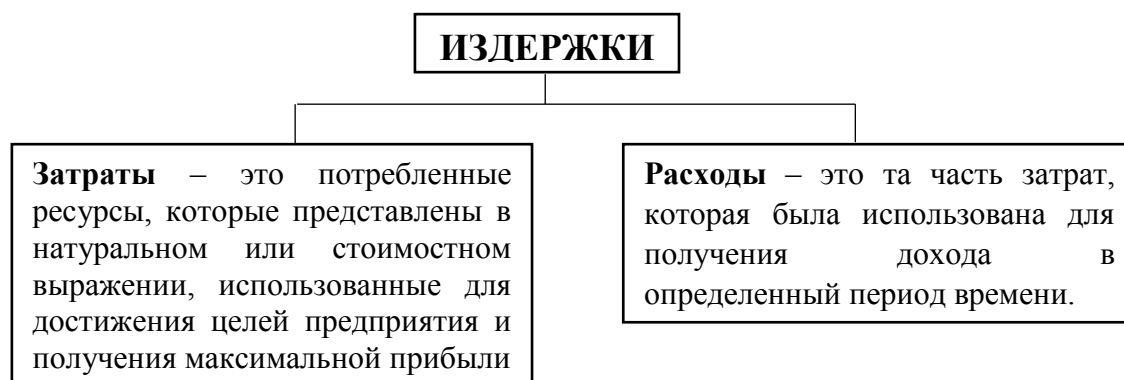 ИЗДЕРЖКИ
Затраты – это потребленные
ресурсы, которые представлены в
натуральном или стоимостном
выражении, использованные для
достижения целей предприятия и
получения максимальной прибыли
Расходы – это та часть затрат,
которая была использована для
получения дохода в
определенный период времени.